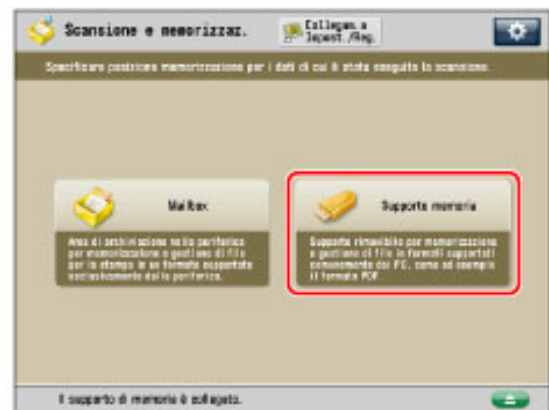 Scansione e memorizzaz.
Collegam.a
Impost./Reg.
Specificare posizione memorizzazione per i dati di cui è stata eseguita la scansione.
Mailbox
Area di archiviazione nella periferica
per memorizzazione e gestione di file
per la stampa in un formato supportato
esclusivamente dalla periferica.
Supporto memoria
Supporto rimovibile per memorizzazione
e gestione di file in formati supportati
comunemente dai PC, come ad esempio
il formato PDF.
Il supporto di memoria è collegato.